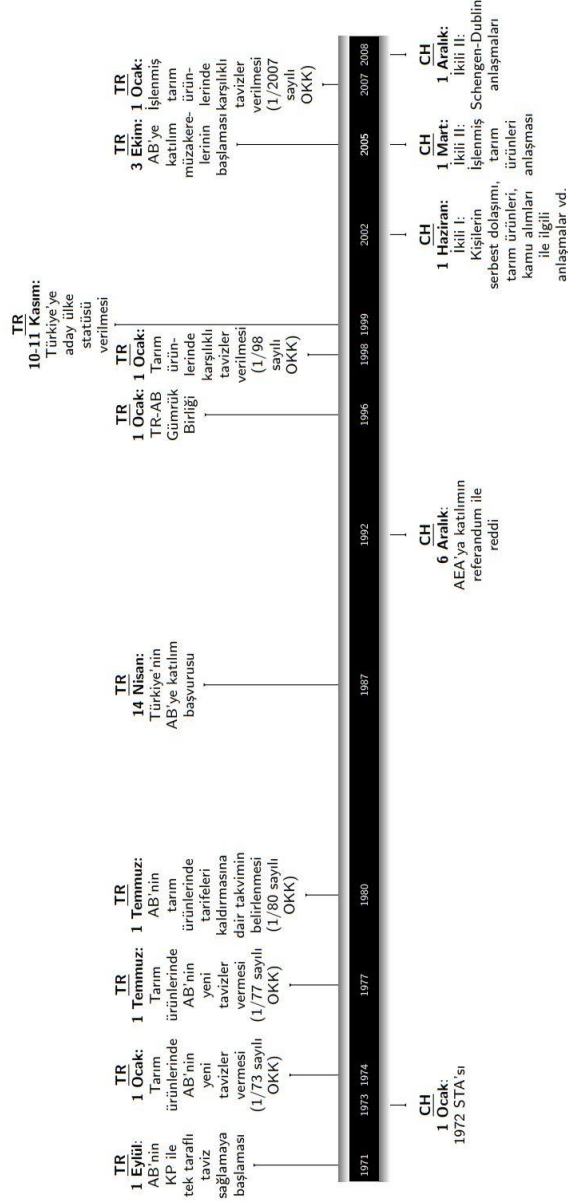 TR
1 Eylül:
AB'nin
KP ile
tek taraflı
taviz
sağlamaya
başlaması
TR
1 Ocak:
Tarım
ürünlerinde
AB'nin
yeni
tavizler
vermesi
(1/73 sayılı
OKK)
TR
1 Temmuz:
Tarım
ürünlerinde
AB'nin
yeni
tavizler
vermesi
(1/77 sayılı
OKK)
TR
1 Temmuz:
AB'nin
tarım
ürünlerinde
tarifeleri
kaldırmasına
dair takvimin
belirlenmesi
(1/80 sayılı
OKK)
TR
14 Nisan:
Türkiye'nin
AB'ye katılım
başvurusu
TR
1 Ocak:
TR-AB
Gümrük
Birliği
TR
1 Ocak:
Tarım
ürün-
lerinde
karşılıklı
tavizler
verilmesi
(1/98
sayılı
OKK)
TR
10-11 Kasım:
Türkiye'ye
aday ülke
statüsü
verilmesi
TR
3 Ekim:
AB'ye
katılım
müzakere-
lerinin
başlaması
TR
1 Ocak:
İşlenmiş
tarım
ürün-
lerinde
karşılıklı
tavizler
verilmesi
(1/2007
sayılı
OKK)
1971 1973 1974 1977 1980 1987 1992 1996 1998 1999 2002 2005 2007 2008
CH
1 Ocak:
1972 STA'sı
CH
6 Aralık:
AEA'ya katılımın
referandum ile
reddi
CH
1 Haziran:
İkili I:
Kişilerin
serbest dolaşımı,
tarım ürünleri,
kamu alımları
ile ilgili
anlaşmalar vd.
CH
1 Mart:
İkili II:
İşlenmiş
tarım
ürünleri
anlaşması
CH
1 Aralık:
İkili II:
Schengen-Dublin
anlaşmaları